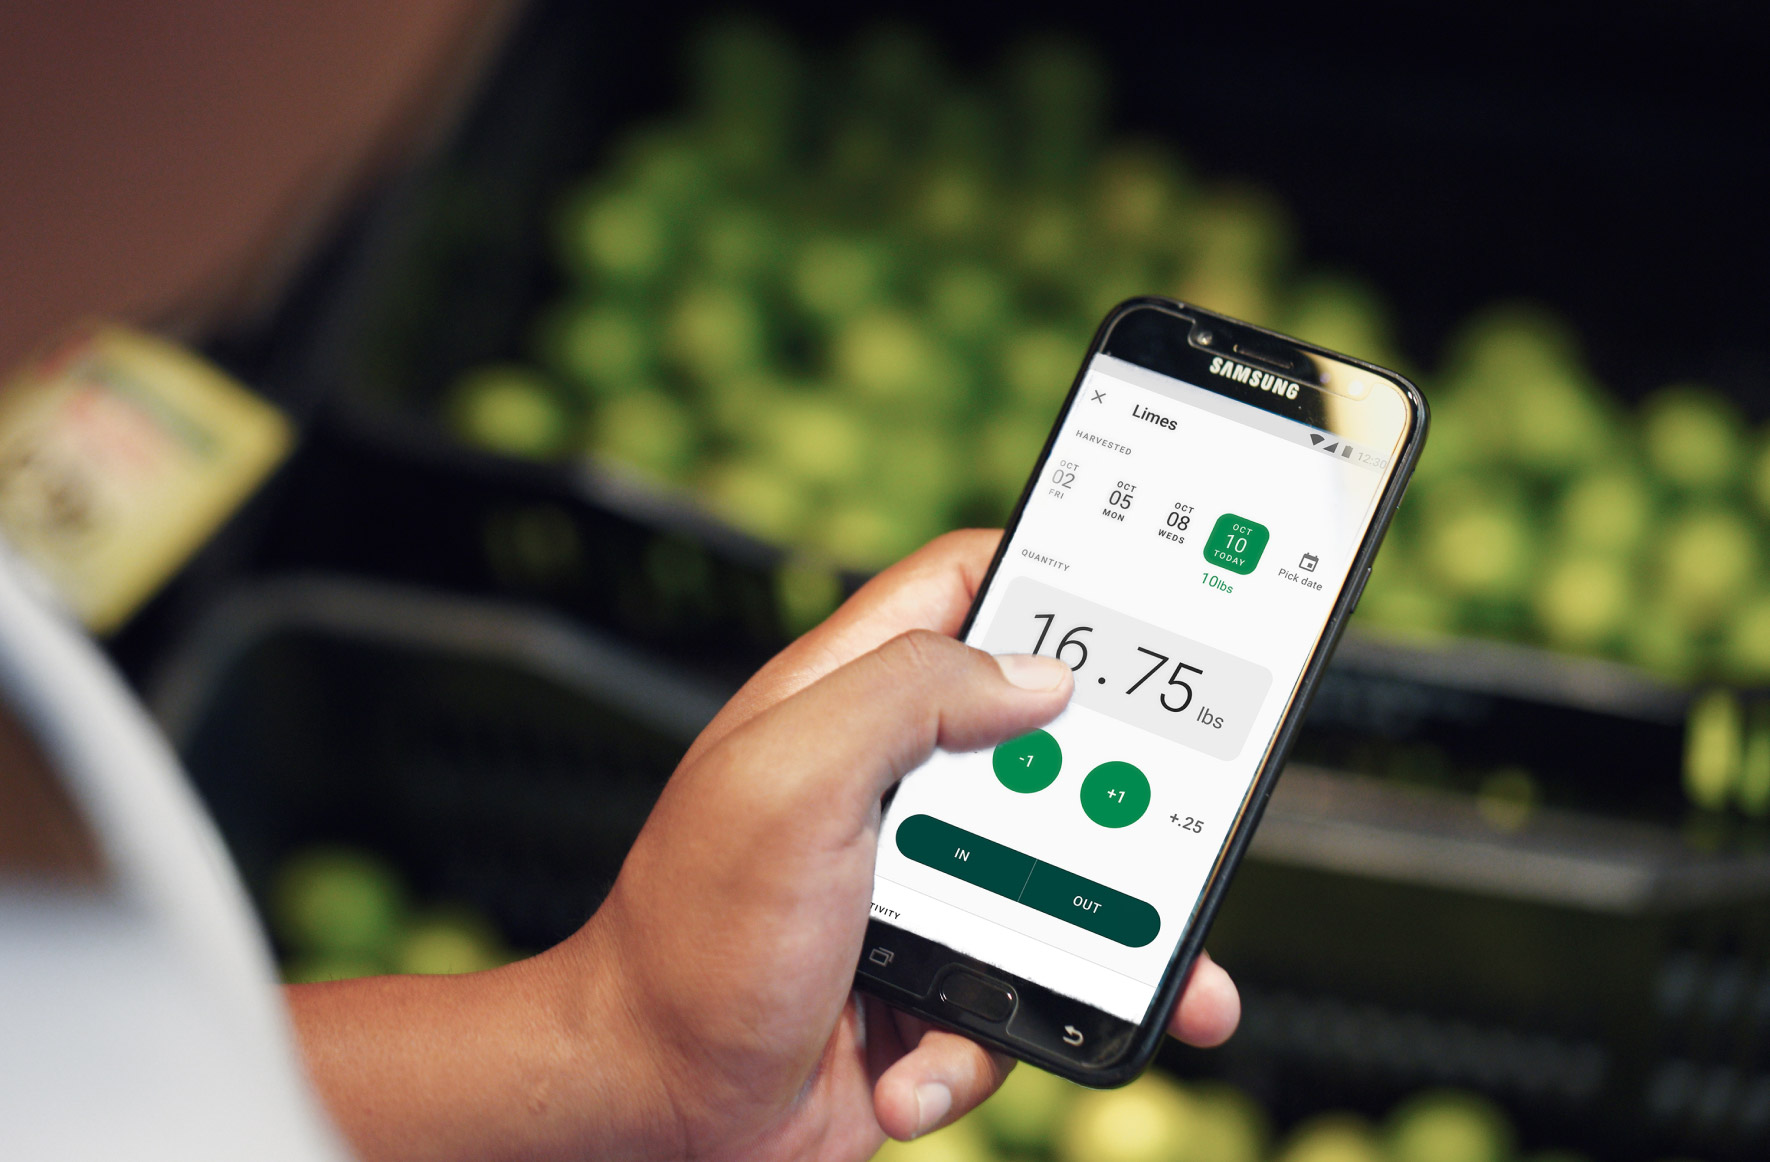 SAMSUNG
12:30
Limes
HARVESTED
OCT
02
FRI
OCT
05
MON
OCT
08
WEDS
OCT
10
TODAY
10lbs
Pick date
QUANTITY
16.75 lbs
-1
+1
+.25
IN
OUT
TIVITY